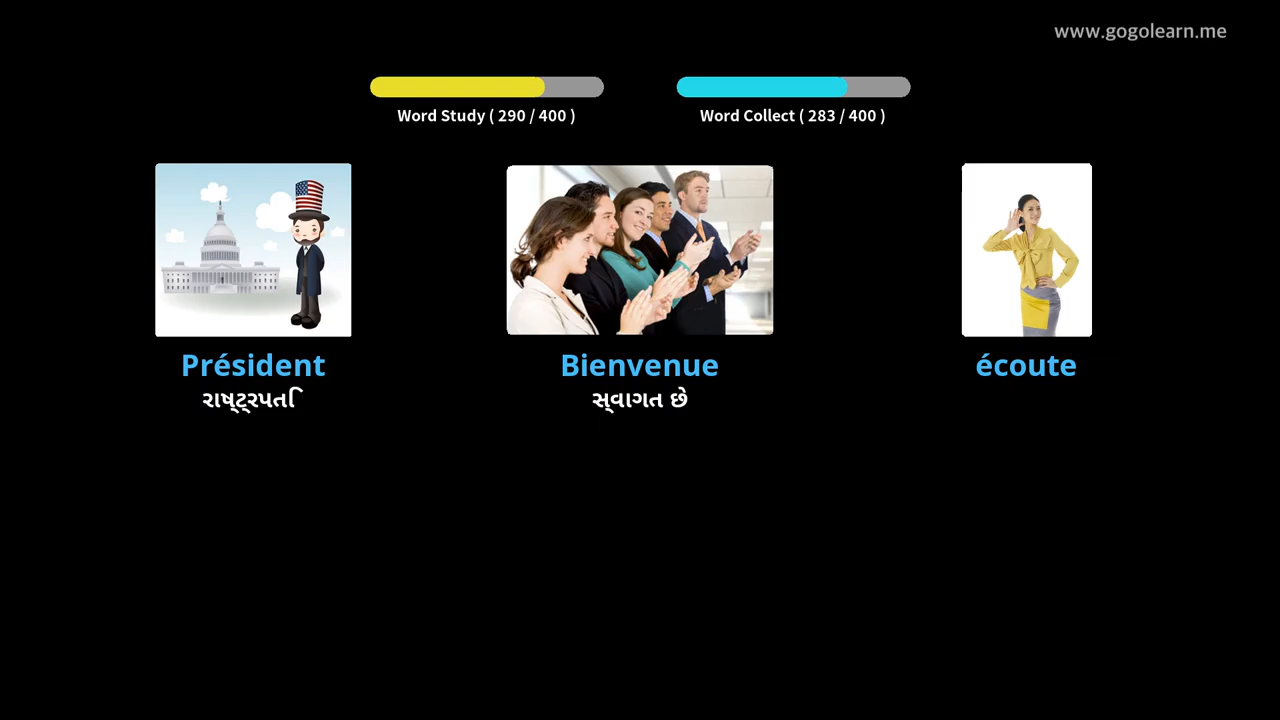 www.gogolearn.me
Word Study ( 290 / 400 )
Word Collect ( 283 / 400 )
Président
Bienvenue
écoute
રાષ્ટ્રપતિ
સ્વાગત છે